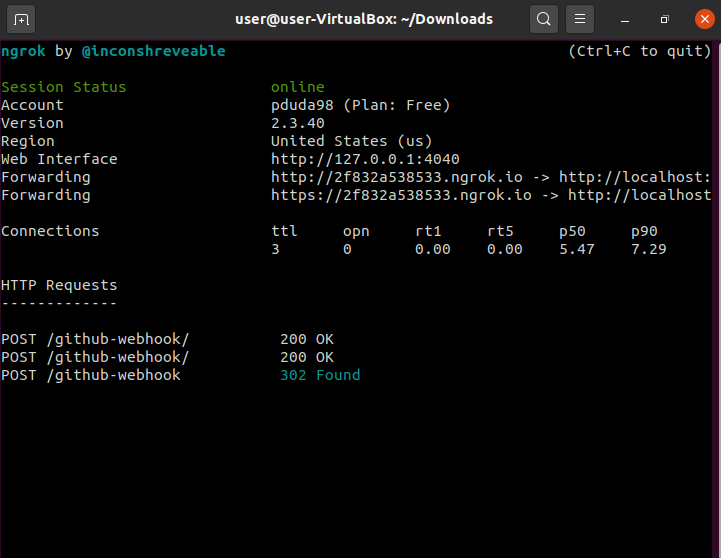 user@user-VirtualBox: ~/Downloads
ngrok by @inconshreveable (Ctrl+C to quit)
Session Status online
Account pduda98 (Plan: Free)
Version 2.3.40
Region United States (us)
Web Interface http://127.0.0.1:4040
Forwarding http://2f832a538533.ngrok.io -> http://localhost:
Forwarding https://2f832a538533.ngrok.io -> http://localhost
Connections ttl opn rt1 rt5 p50 p90
3 0 0.00 0.00 5.47 7.29
HTTP Requests
-------------
POST /github-webhook/ 200 OK
POST /github-webhook/ 200 OK
POST /github-webhook 302 Found